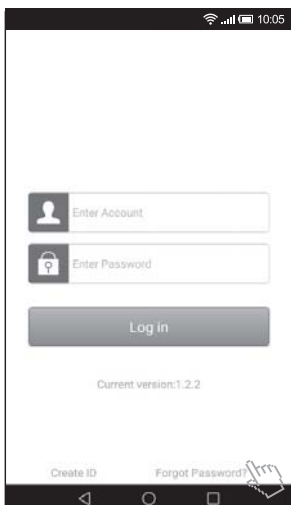 10:05
Enter Account
Enter Password
Log in
Current version:1.2.2
Create ID Forgot Password?